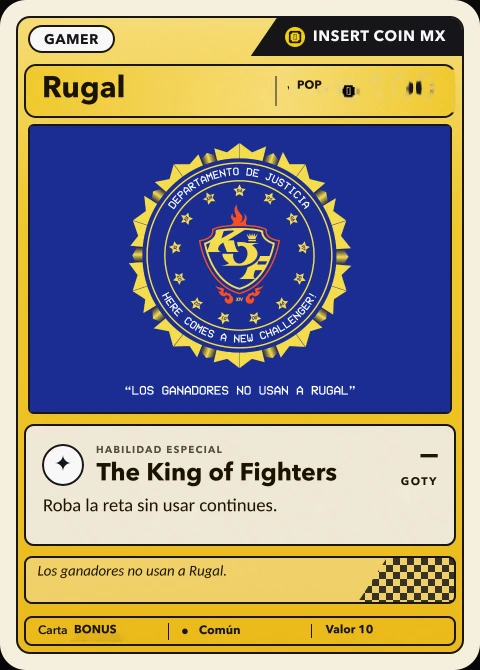 GAMER
INSERT COIN MX
Rugal
POP
DEPARTAMENTO DE JUSTICIA
KOF
XIV
HERE COMES A NEW CHALLENGER!
“LOS GANADORES NO USAN A RUGAL”
HABILIDAD ESPECIAL
The King of Fighters
—
GOTY
Roba la reta sin usar continues.
Los ganadores no usan a Rugal.
Carta BONUS
• Común
Valor 10